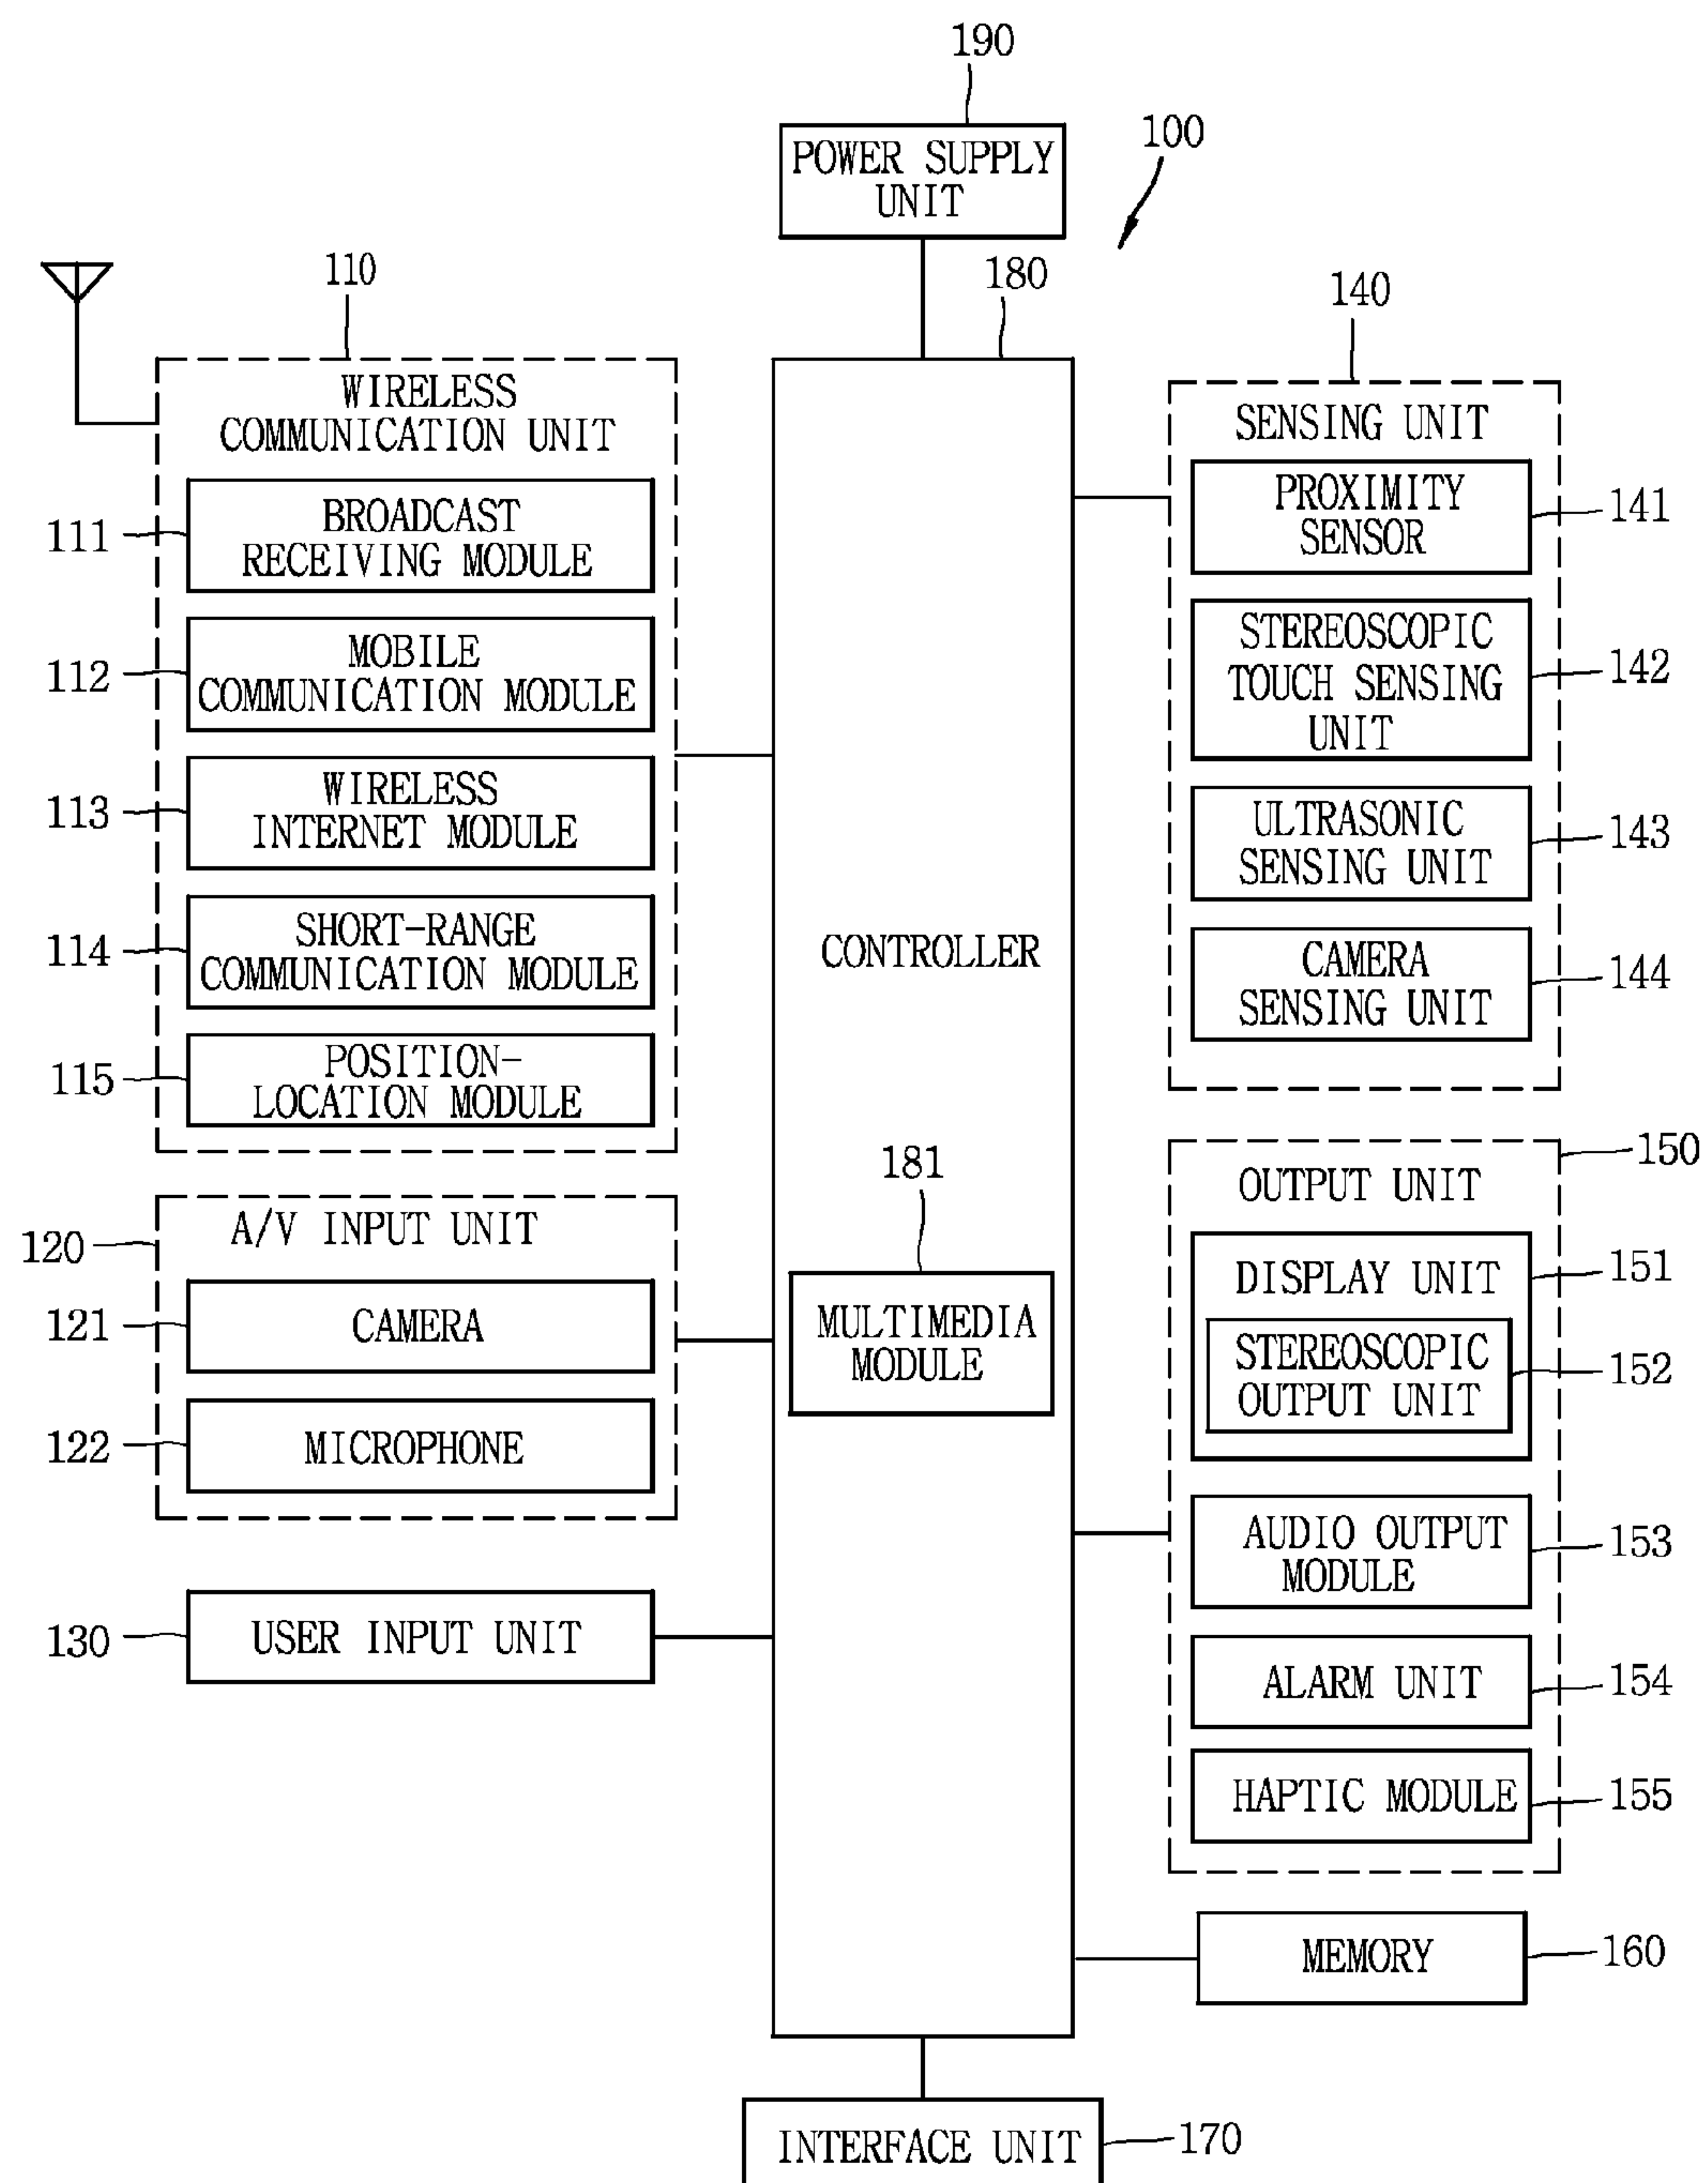 190
POWER SUPPLY
UNIT
100
180
110
WIRELESS
COMMUNICATION UNIT
111
BROADCAST
RECEIVING MODULE
112
MOBILE
COMMUNICATION MODULE
113
WIRELESS
INTERNET MODULE
114
SHORT-RANGE
COMMUNICATION MODULE
115
POSITION-
LOCATION MODULE
120
A/V INPUT UNIT
121
CAMERA
122
MICROPHONE
130
USER INPUT UNIT
CONTROLLER
181
MULTIMEDIA
MODULE
140
SENSING UNIT
PROXIMITY
SENSOR
141
STEREOSCOPIC
TOUCH SENSING
UNIT
142
ULTRASONIC
SENSING UNIT
143
CAMERA
SENSING UNIT
144
150
OUTPUT UNIT
DISPLAY UNIT
151
STEREOSCOPIC
OUTPUT UNIT
152
AUDIO OUTPUT
MODULE
153
ALARM UNIT
154
HAPTIC MODULE
155
MEMORY
160
INTERFACE UNIT
170